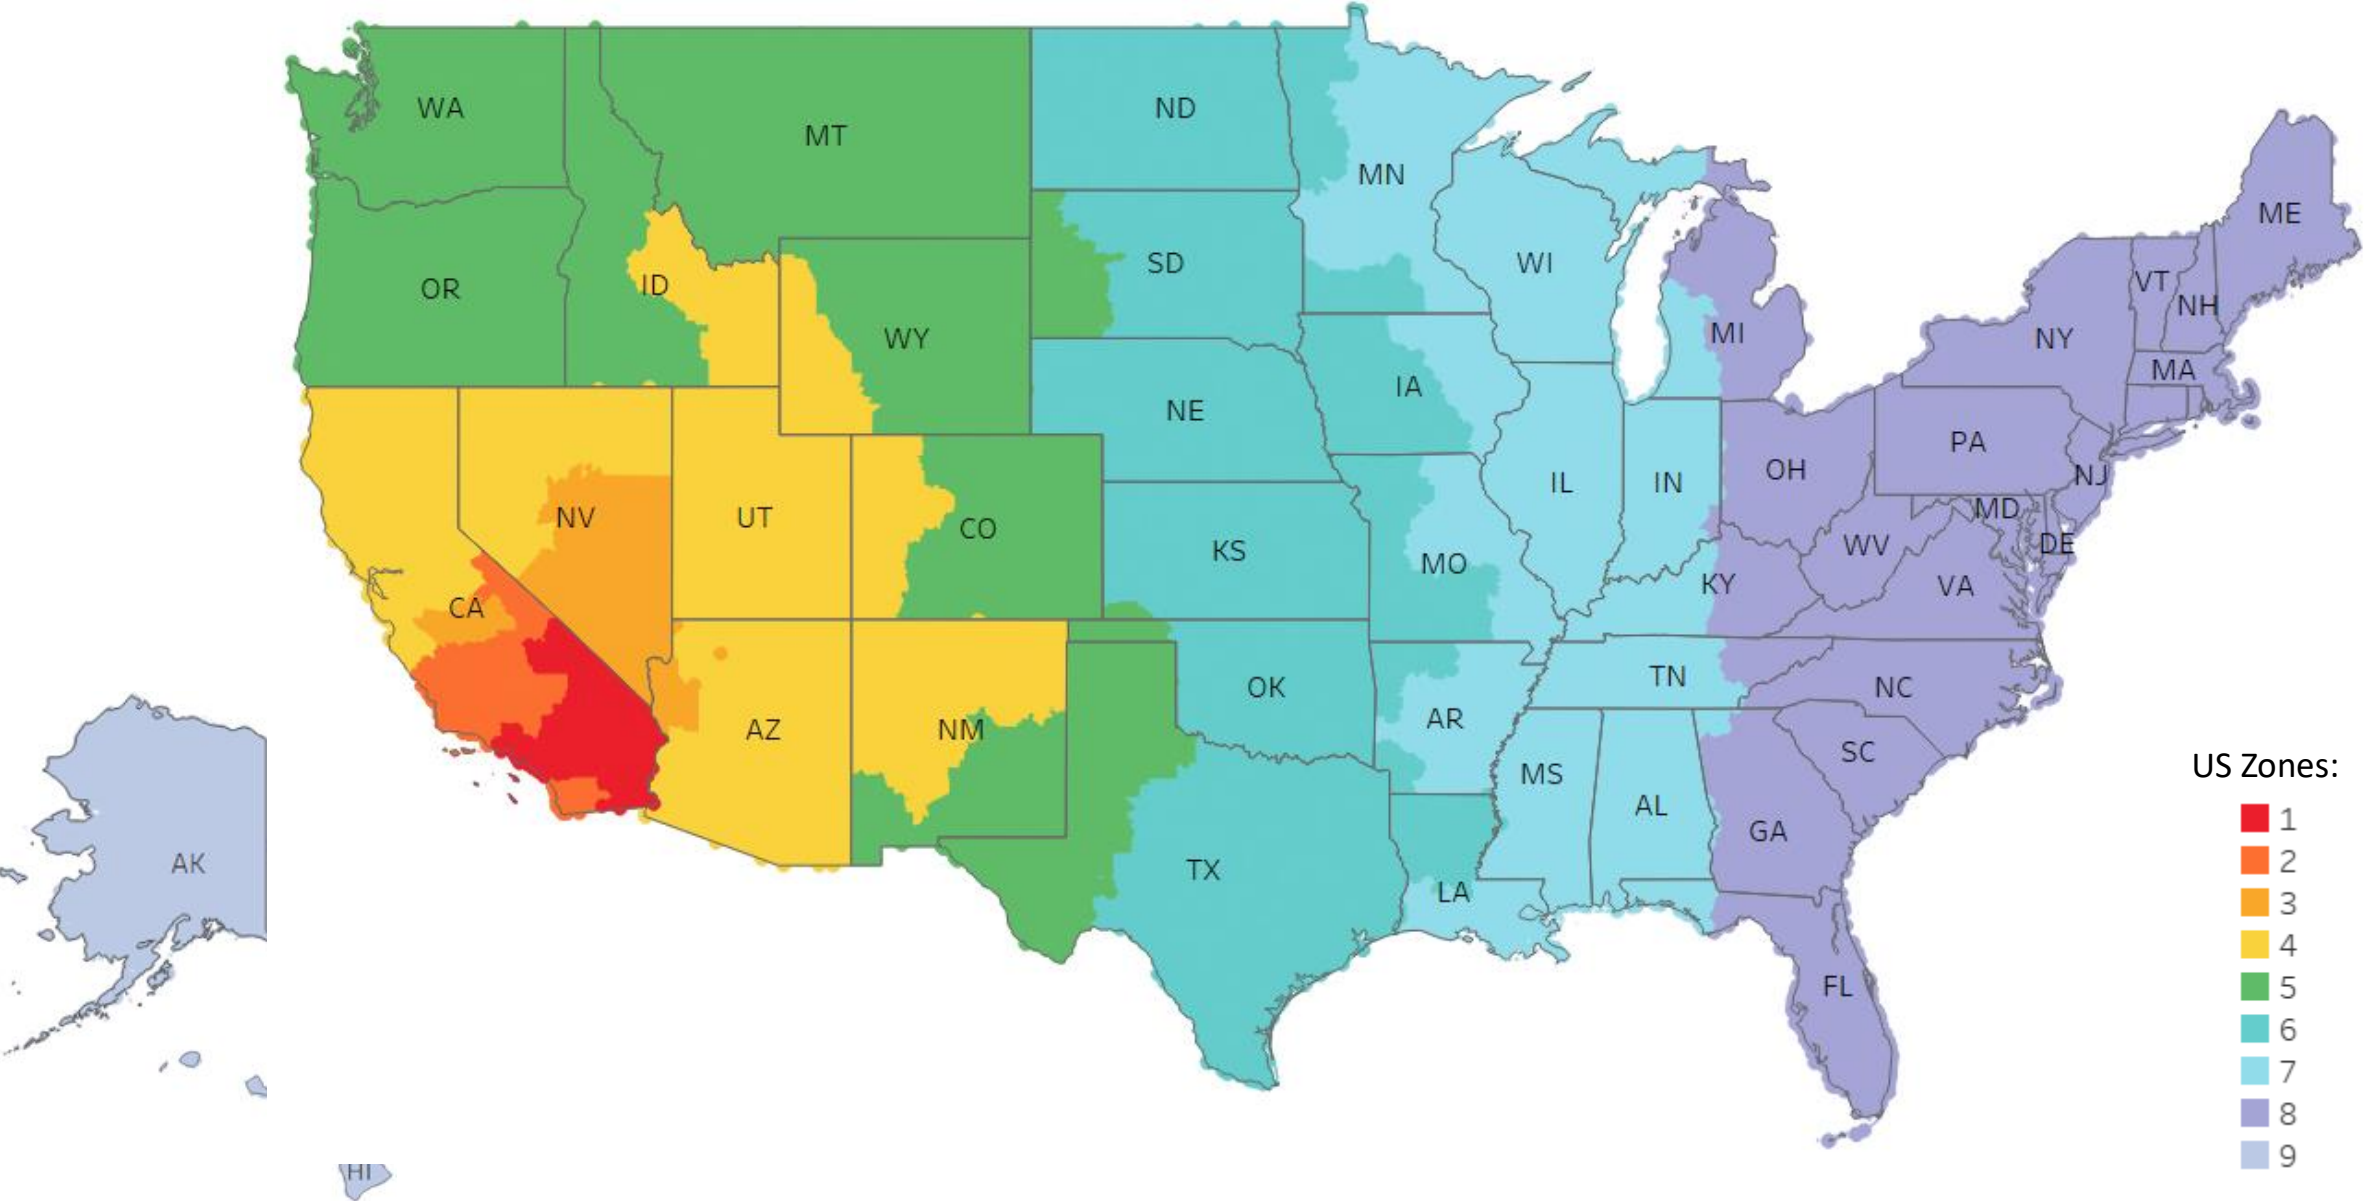 WA
MT
ND
MN
OR
ID
WY
SD
WI
MI
NY
VT
NH
ME
MA
NE
IA
PA
NJ
NV
UT
CO
KS
MO
IL
IN
OH
MD
DE
WV
VA
KY
CA
AZ
NM
OK
AR
TN
NC
SC
MS
AL
GA
TX
LA
FL
AK
HI
US Zones:
1
2
3
4
5
6
7
8
9